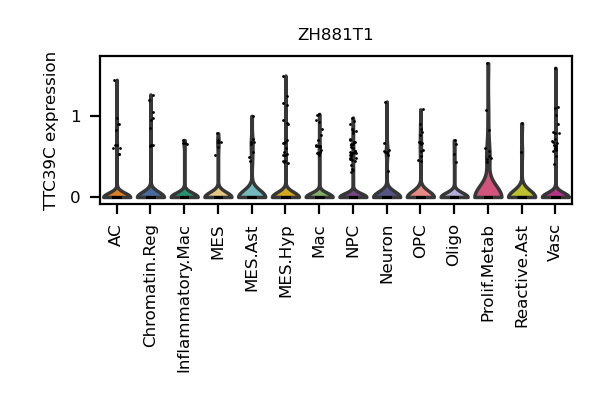 ZH881T1
TTC39C expression
1
0
AC
Chromatin.Reg
Inflammatory.Mac
MES
MES.Ast
MES.Hyp
Mac
NPC
Neuron
OPC
Oligo
Prolif.Metab
Reactive.Ast
Vasc